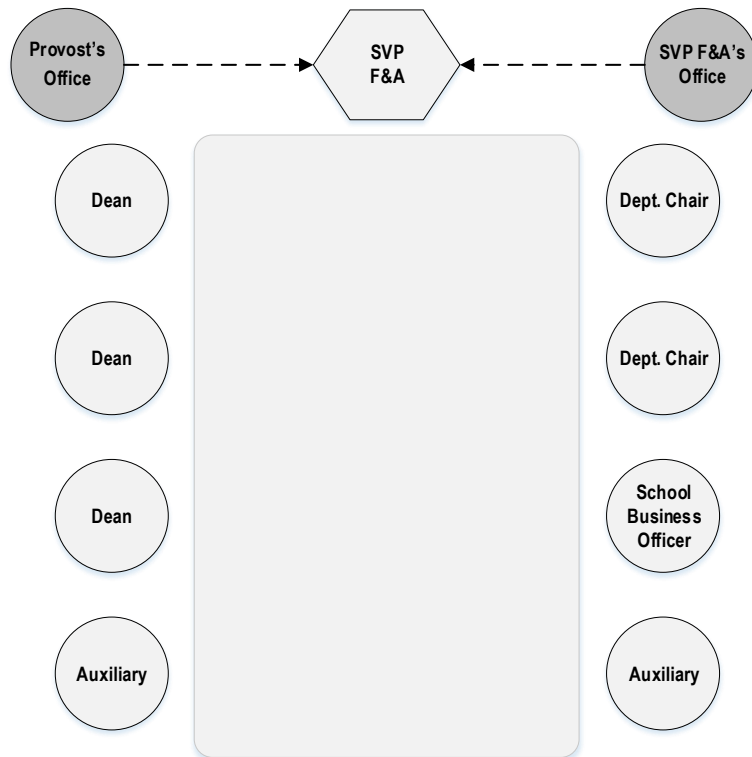 Provost's
Office
SVP
F&A
SVP F&A's
Office
Dean
Dept. Chair
Dean
Dept. Chair
Dean
School
Business
Officer
Auxiliary
Auxiliary